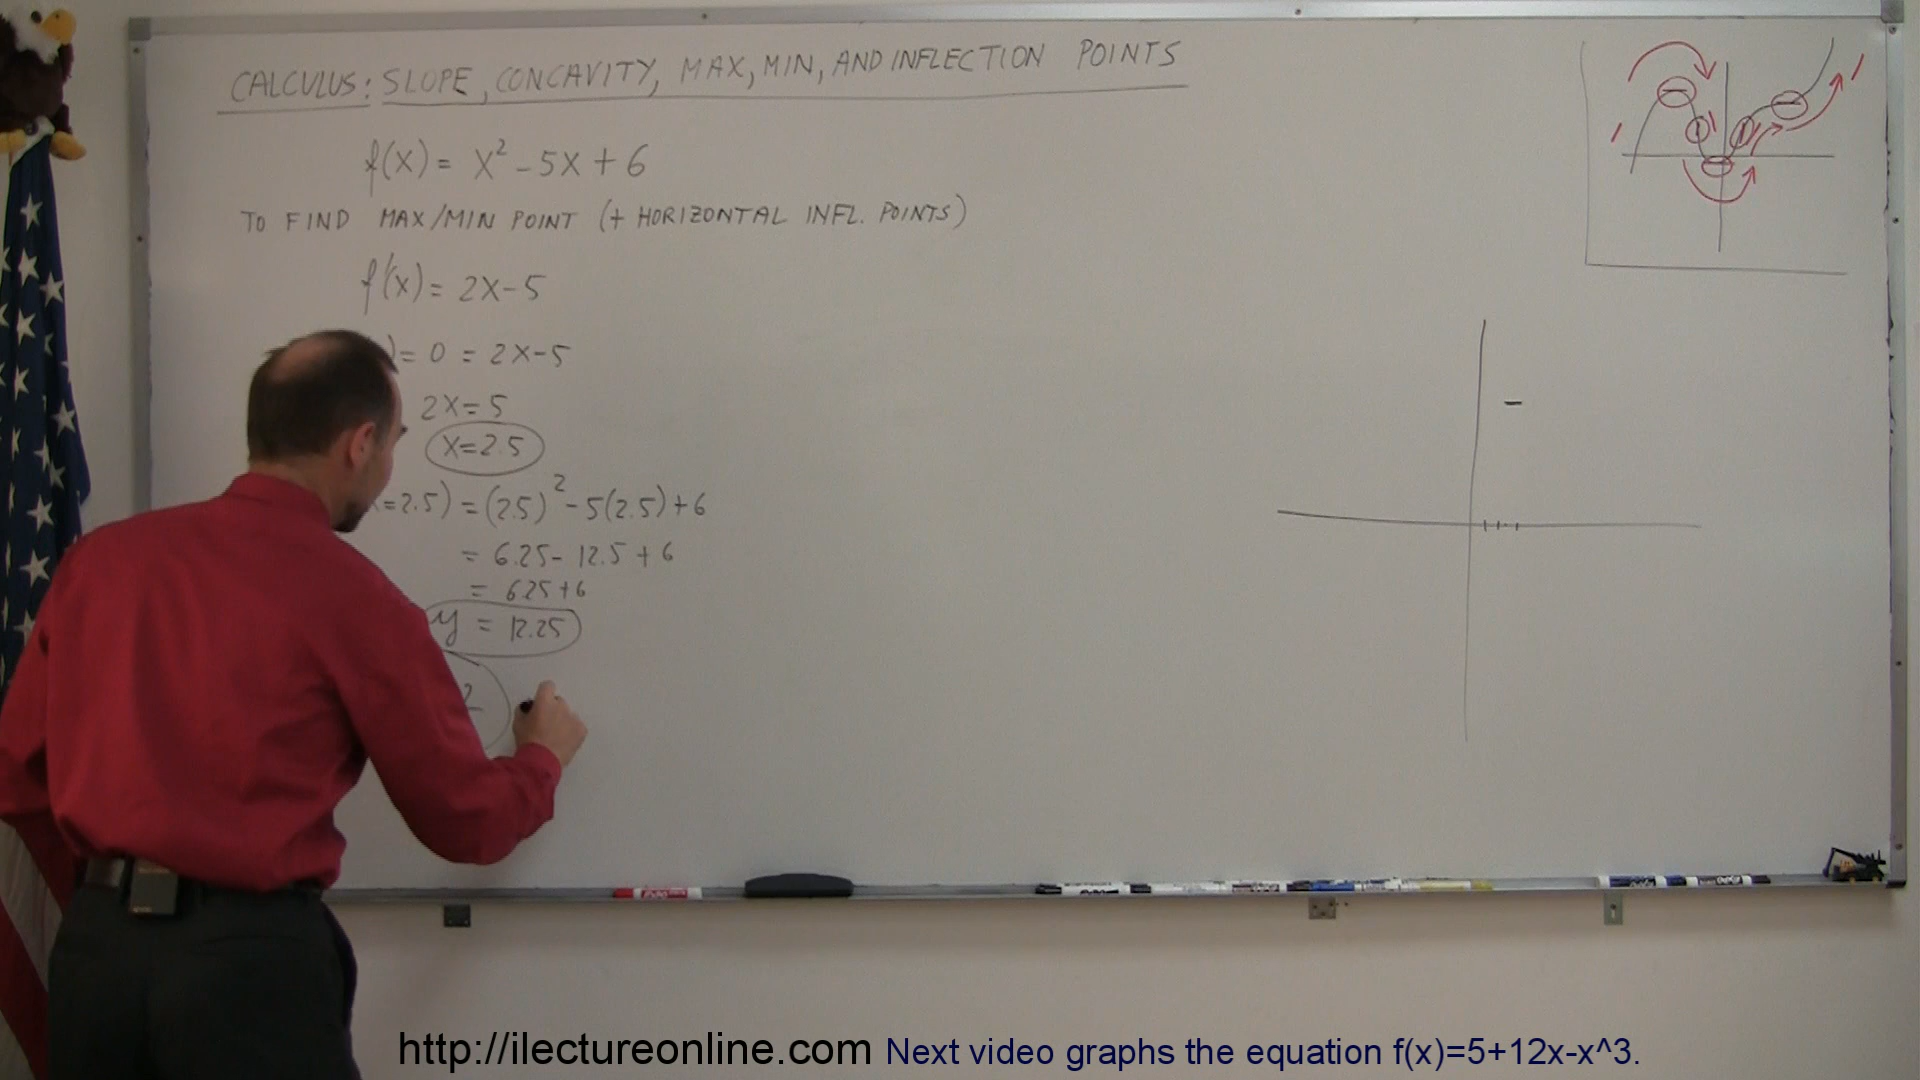 CALCULUS: SLOPE, CONCAVITY, MAX, MIN, AND INFLECTION POINTS
f(x) = x² - 5x + 6
TO FIND MAX/MIN POINT (+ HORIZONTAL INFL. POINTS)
f'(x) = 2x - 5
) = 0 = 2x - 5
2x = 5
x = 2.5
x=2.5) = (2.5)² - 5(2.5) + 6
= 6.25 - 12.5 + 6
= 6.25 + 6
y = 12.25
2
http://ilectureonline.com Next video graphs the equation f(x)=5+12x-x^3.